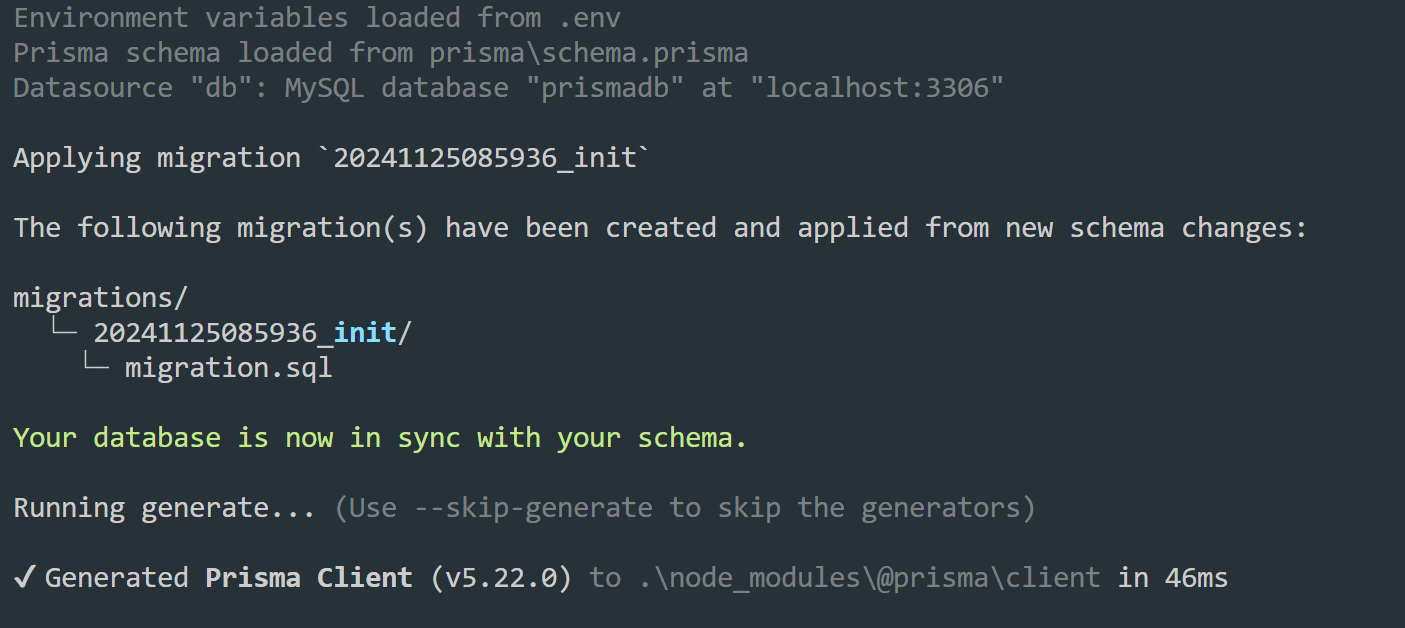 Environment variables loaded from .env
Prisma schema loaded from prisma\schema.prisma
Datasource "db": MySQL database "prismadb" at "localhost:3306"
Applying migration `20241125085936_init`
The following migration(s) have been created and applied from new schema changes:
migrations/
└─ 20241125085936_init/
└─ migration.sql
Your database is now in sync with your schema.
Running generate... (Use --skip-generate to skip the generators)
✔ Generated Prisma Client (v5.22.0) to .\node_modules\@prisma\client in 46ms